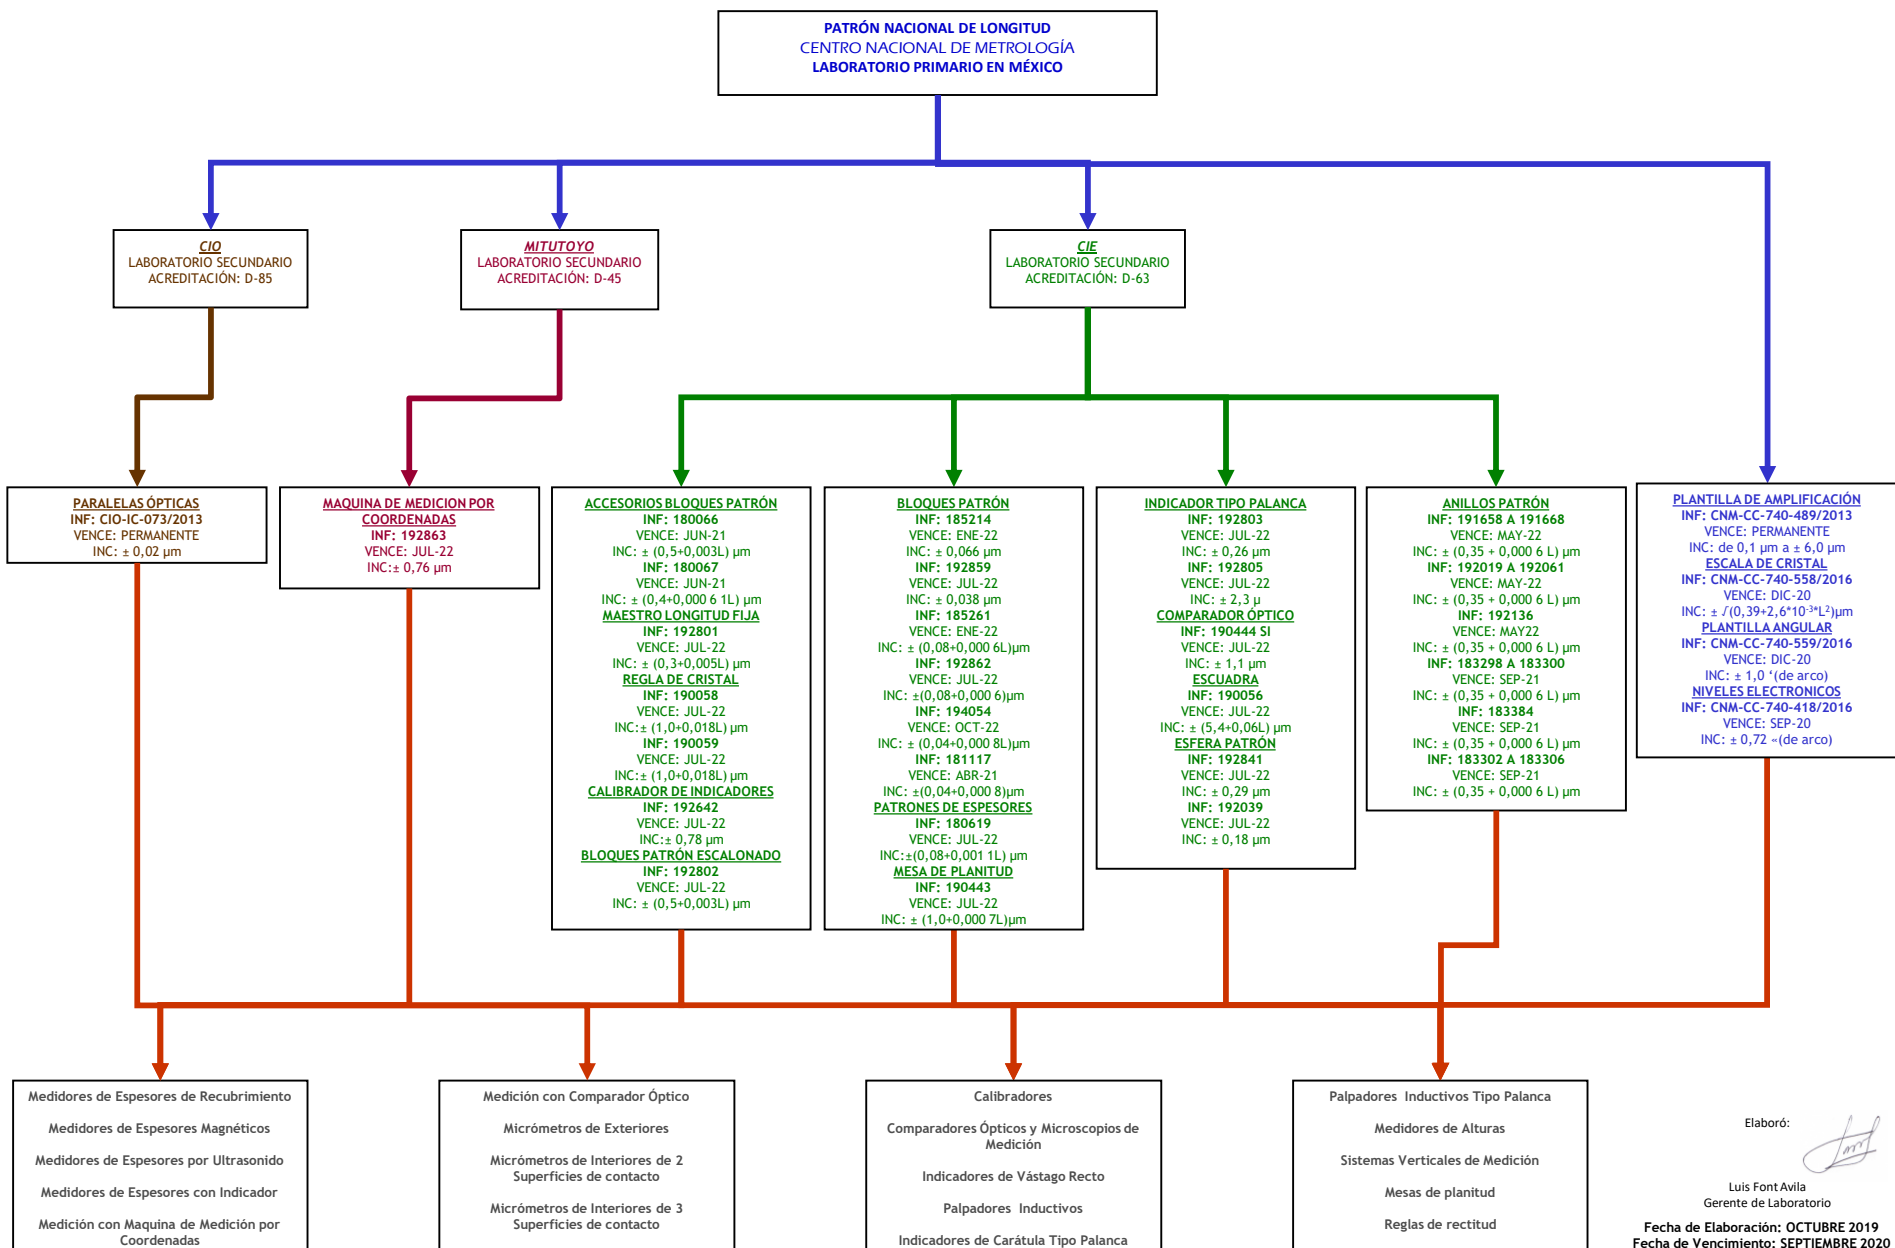 PATRÓN NACIONAL DE LONGITUD
CENTRO NACIONAL DE METROLOGÍA
LABORATORIO PRIMARIO EN MÉXICO
CIO
LABORATORIO SECUNDARIO
ACREDITACIÓN: D-85
MITUTOYO
LABORATORIO SECUNDARIO
ACREDITACIÓN: D-45
CIE
LABORATORIO SECUNDARIO
ACREDITACIÓN: D-63
PARALELAS ÓPTICAS
INF: CIO-IC-073/2013
VENCE: PERMANENTE
INC: ± 0,02 µm
MAQUINA DE MEDICION POR
COORDENADAS
INF: 192863
VENCE: JUL-22
INC:± 0,76 µm
ACCESORIOS BLOQUES PATRÓN
INF: 180066
VENCE: JUN-21
INC: ± (0,5+0,003L) µm
INF: 180067
VENCE: JUN-21
INC: ± (0,4+0,000 6 1L) µm
MAESTRO LONGITUD FIJA
INF: 192801
VENCE: JUL-22
INC: ± (0,3+0,005L) µm
REGLA DE CRISTAL
INF: 190058
VENCE: JUL-22
INC:± (1,0+0,018L) µm
INF: 190059
VENCE: JUL-22
INC:± (1,0+0,018L) µm
CALIBRADOR DE INDICADORES
INF: 192642
VENCE: JUL-22
INC:± 0,78 µm
BLOQUES PATRÓN ESCALONADO
INF: 192802
VENCE: JUL-22
INC: ± (0,5+0,003L) µm
BLOQUES PATRÓN
INF: 185214
VENCE: ENE-22
INC: ± 0,066 µm
INF: 192859
VENCE: JUL-22
INC: ± 0,038 µm
INF: 185261
VENCE: ENE-22
INC: ± (0,08+0,000 6L)µm
INF: 192862
VENCE: JUL-22
INC: ±(0,08+0,000 6)µm
INF: 194054
VENCE: OCT-22
INC: ± (0,04+0,000 8L)µm
INF: 181117
VENCE: ABR-21
INC: ±(0,04+0,000 8)µm
PATRONES DE ESPESORES
INF: 180619
VENCE: JUL-22
INC:±(0,08+0,001 1L) µm
MESA DE PLANITUD
INF: 190443
VENCE: JUL-22
INC: ± (1,0+0,000 7L)µm
INDICADOR TIPO PALANCA
INF: 192803
VENCE: JUL-22
INC: ± 0,26 µm
INF: 192805
VENCE: JUL-22
INC: ± 2,3 µ
COMPARADOR ÓPTICO
INF: 190444 SI
VENCE: JUL-22
INC: ± 1,1 µm
ESCUADRA
INF: 190056
VENCE: JUL-22
INC: ± (5,4+0,06L) µm
ESFERA PATRÓN
INF: 192841
VENCE: JUL-22
INC: ± 0,29 µm
INF: 192039
VENCE: JUL-22
INC: ± 0,18 µm
ANILLOS PATRÓN
INF: 191658 A 191668
VENCE: MAY-22
INC: ± (0,35 + 0,000 6 L) µm
INF: 192019 A 192061
VENCE: MAY-22
INC: ± (0,35 + 0,000 6 L) µm
INF: 192136
VENCE: MAY22
INC: ± (0,35 + 0,000 6 L) µm
INF: 183298 A 183300
VENCE: SEP-21
INC: ± (0,35 + 0,000 6 L) µm
INF: 183384
VENCE: SEP-21
INC: ± (0,35 + 0,000 6 L) µm
INF: 183302 A 183306
VENCE: SEP-21
INC: ± (0,35 + 0,000 6 L) µm
PLANTILLA DE AMPLIFICACIÓN
INF: CNM-CC-740-489/2013
VENCE: PERMANENTE
INC: de 0,1 µm a ± 6,0 µm
ESCALA DE CRISTAL
INF: CNM-CC-740-558/2016
VENCE: DIC-20
INC: ± √(0,39+2,6*10⁻³*L²)µm
PLANTILLA ANGULAR
INF: CNM-CC-740-559/2016
VENCE: DIC-20
INC: ± 1,0 ‘(de arco)
NIVELES ELECTRONICOS
INF: CNM-CC-740-418/2016
VENCE: SEP-20
INC: ± 0,72 «(de arco)
Medidores de Espesores de Recubrimiento
Medidores de Espesores Magnéticos
Medidores de Espesores por Ultrasonido
Medidores de Espesores con Indicador
Medición con Maquina de Medición por
Coordenadas
Medición con Comparador Óptico
Micrómetros de Exteriores
Micrómetros de Interiores de 2
Superficies de contacto
Micrómetros de Interiores de 3
Superficies de contacto
Calibradores
Comparadores Ópticos y Microscopios de
Medición
Indicadores de Vástago Recto
Palpadores Inductivos
Indicadores de Carátula Tipo Palanca
Palpadores Inductivos Tipo Palanca
Medidores de Alturas
Sistemas Verticales de Medición
Mesas de planitud
Reglas de rectitud
Elaboró:
Luis Font Avila
Gerente de Laboratorio
Fecha de Elaboración: OCTUBRE 2019
Fecha de Vencimiento: SEPTIEMBRE 2020